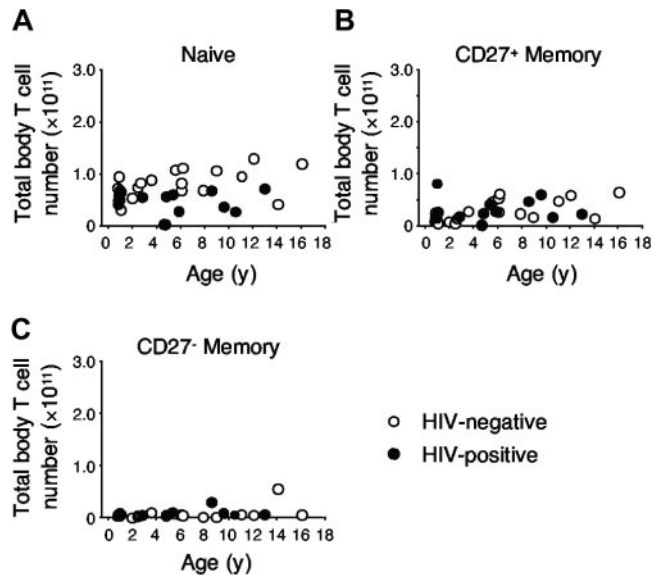 A
Naive
Total body T cell
number (×10¹¹)
3.0
2.0
1.0
0
0 2 4 6 8 10 12 14 16 18
Age (y)
B
CD27⁺ Memory
Total body T cell
number (×10¹¹)
3.0
2.0
1.0
0
0 2 4 6 8 10 12 14 16 18
Age (y)
C
CD27⁻ Memory
Total body T cell
number (×10¹¹)
3.0
2.0
1.0
0
0 2 4 6 8 10 12 14 16 18
Age (y)
HIV-negative
HIV-positive